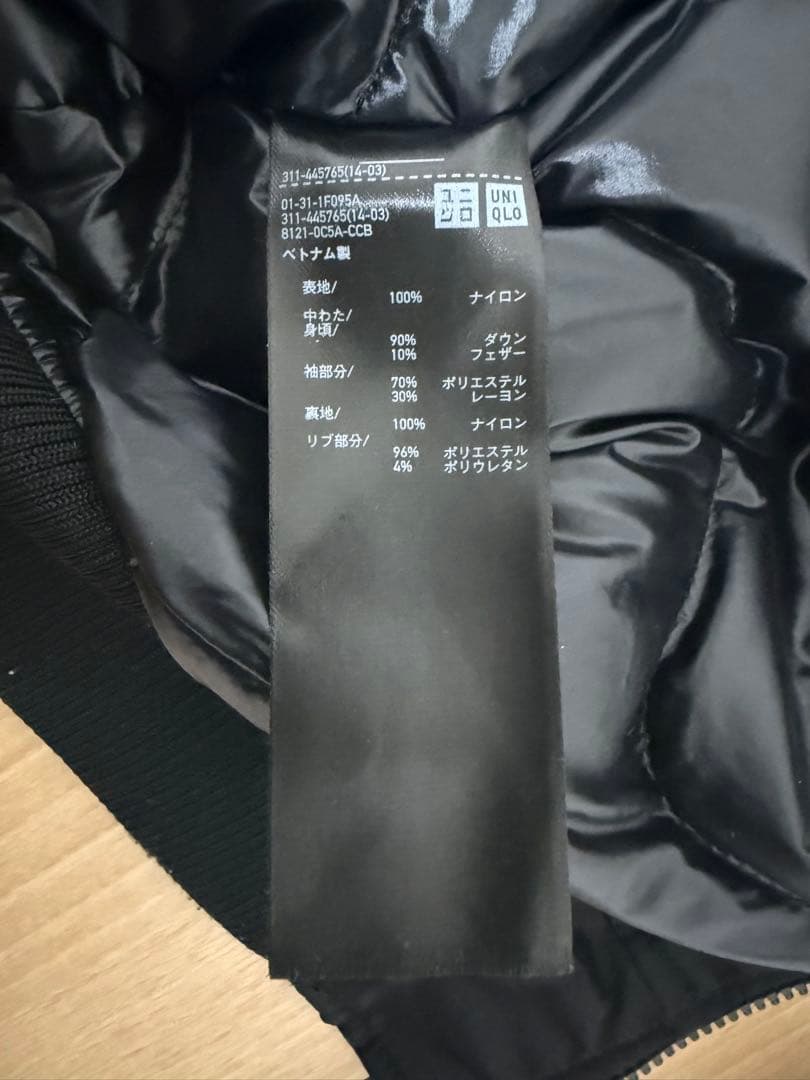 311-445765(14-03)
ユニ
クロ
UNI
QLO
01-31-1F095A
311-445765(14-03)
8121-0C5A-CCB
ベトナム製
表地/
100% ナイロン
中わた/
身頃/
90% ダウン
10% フェザー
袖部分/
70% ポリエステル
30% レーヨン
裏地/
100% ナイロン
リブ部分/
96% ポリエステル
4% ポリウレタン